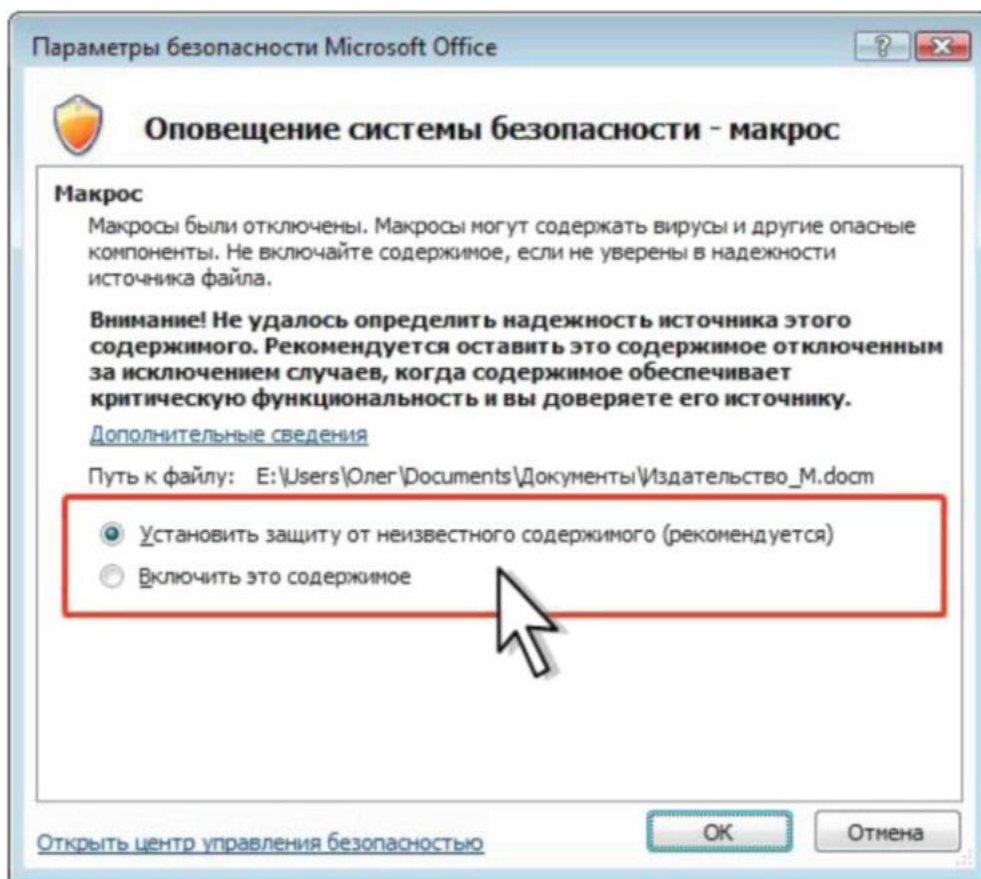 Параметры безопасности Microsoft Office
Оповещение системы безопасности - макрос
Макрос
Макросы были отключены. Макросы могут содержать вирусы и другие опасные
компоненты. Не включайте содержимое, если не уверены в надежности
источника файла.
Внимание! Не удалось определить надежность источника этого
содержимого. Рекомендуется оставить это содержимое отключенным
за исключением случаев, когда содержимое обеспечивает
критическую функциональность и вы доверяете его источнику.
Дополнительные сведения
Путь к файлу: E:\Users\Олег\Documents\Документы\Издательство_М.docm
Установить защиту от неизвестного содержимого (рекомендуется)
Включить это содержимое
Открыть центр управления безопасностью
ОК
Отмена